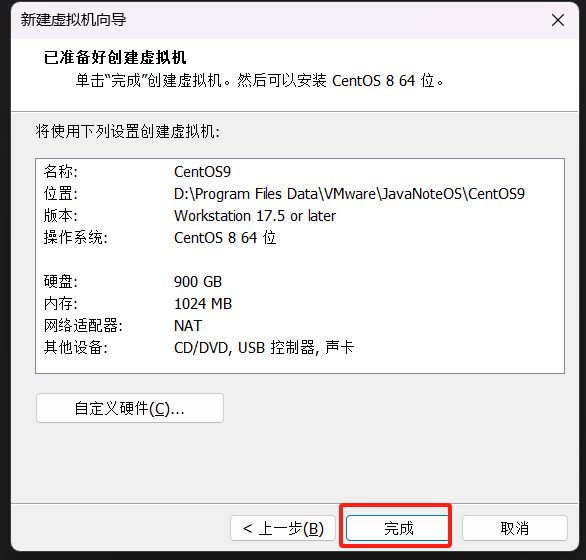 新建虚拟机向导
已准备好创建虚拟机
单击“完成”创建虚拟机。然后可以安装 CentOS 8 64 位。
将使用下列设置创建虚拟机:
名称: CentOS9
位置: D:\Program Files Data\VMware\JavaNoteOS\CentOS9
版本: Workstation 17.5 or later
操作系统: CentOS 8 64 位
硬盘: 900 GB
内存: 1024 MB
网络适配器: NAT
其他设备: CD/DVD, USB 控制器, 声卡
自定义硬件(C)...
< 上一步(B) 完成 取消